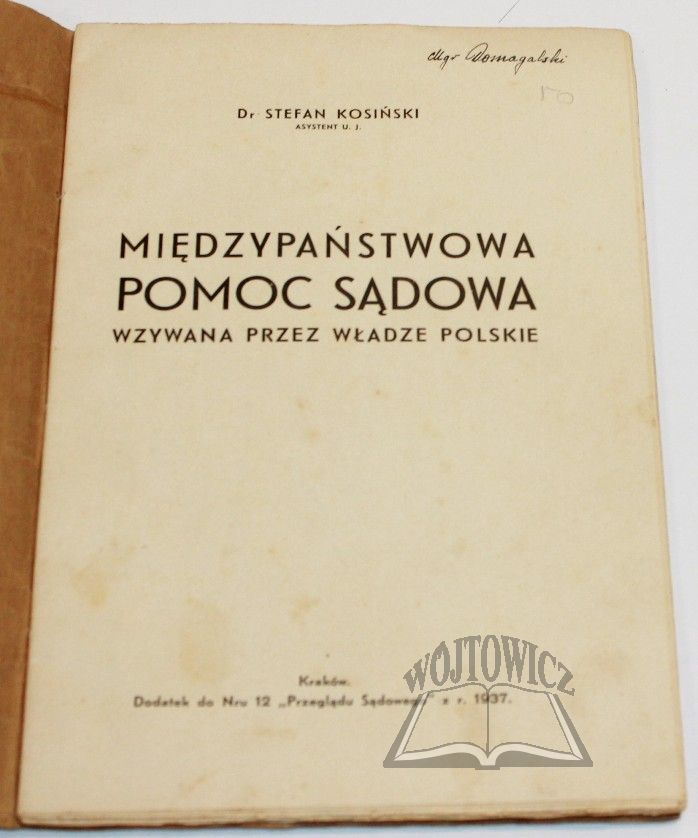 Mgr Domagalski
Dr STEFAN KOSIŃSKI
ASYSTENT U. J.
MIĘDZYPAŃSTWOWA
POMOC SĄDOWA
WZYWANA PRZEZ WŁADZE POLSKIE
Kraków.
Dodatek do Nru 12 „Przeglądu Sądowego" z r. 1937.
WÓJTOWICZ